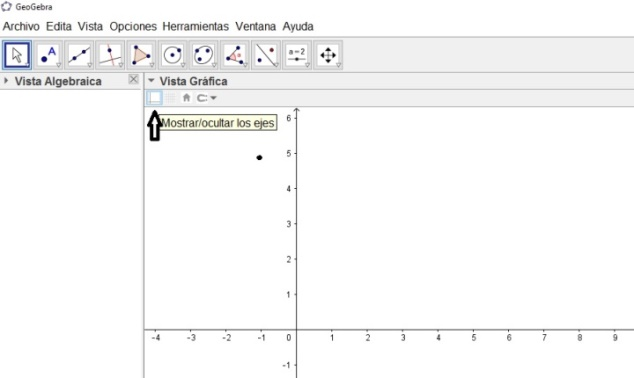 GeoGebra
Archivo Edita Vista Opciones Herramientas Ventana Ayuda
A
a=2
Vista Algebraica
Vista Gráfica
Mostrar/ocultar los ejes
6
5
4
3
2
1
-4 -3 -2 -1 0 1 2 3 4 5 6 7 8 9
-1